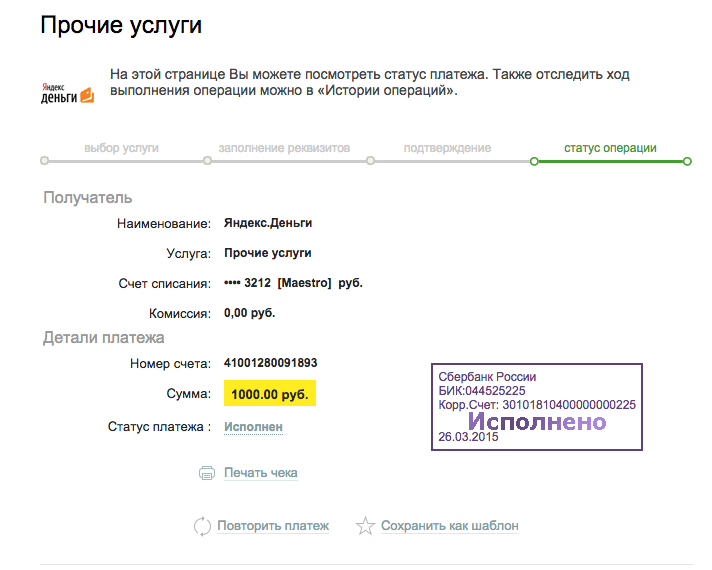 Прочие услуги
Яндекс
деньги
На этой странице Вы можете посмотреть статус платежа. Также отследить ход
выполнения операции можно в «Истории операций».
выбор услуги
заполнение реквизитов
подтверждение
статус операции
Получатель
Наименование: Яндекс.Деньги
Услуга: Прочие услуги
Счет списания: •••• 3212 [Maestro] руб.
Комиссия: 0,00 руб.
Детали платежа
Номер счета: 41001280091893
Сумма: 1000.00 руб.
Статус платежа : Исполнен
Сбербанк России
БИК:044525225
Корр.Счет: 30101810400000000225
Исполнено
26.03.2015
Печать чека
Повторить платеж
Сохранить как шаблон